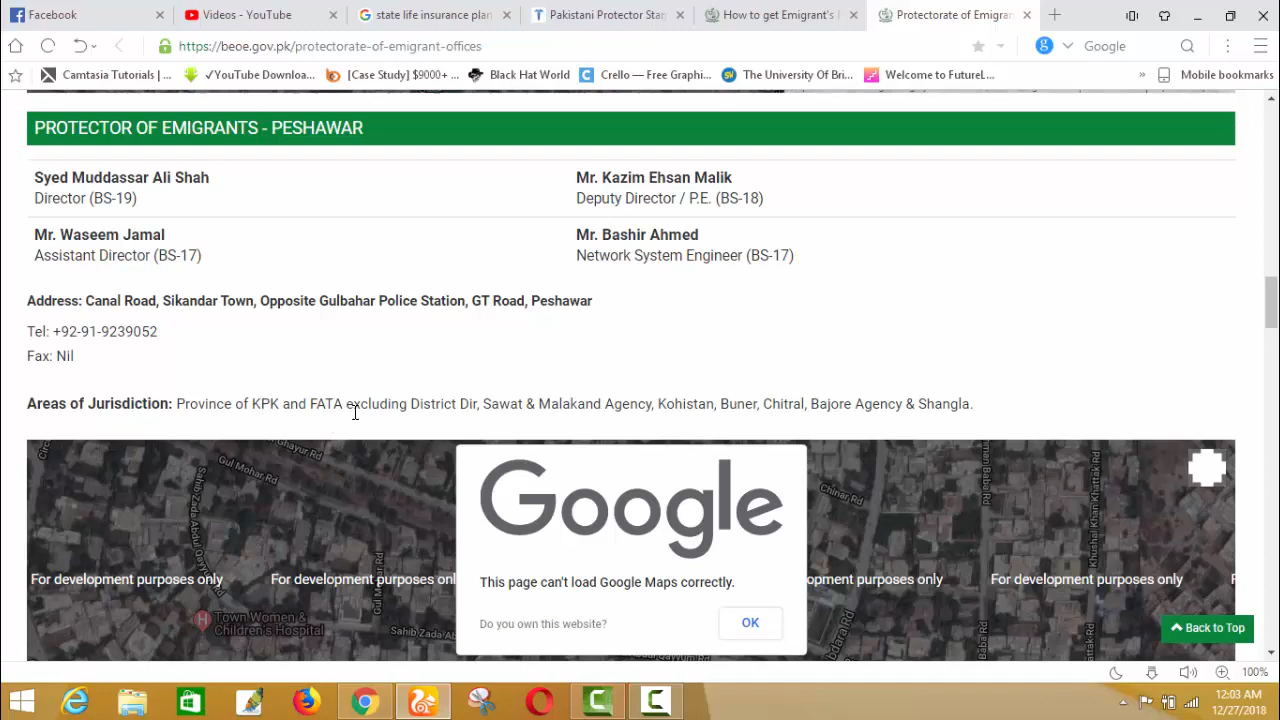 Facebook
Videos - YouTube
state life insurance plan
Pakistani Protector Star
How to get Emigrant's
Protectorate of Emigran
https://beoe.gov.pk/protectorate-of-emigrant-offices
Google
Camtasia Tutorials | ...
✓YouTube Downloa...
[Case Study] $9000+ ...
Black Hat World
Crello — Free Graphi...
The University Of Bri...
Welcome to FutureL...
»
Mobile bookmarks
PROTECTOR OF EMIGRANTS - PESHAWAR
Syed Muddassar Ali Shah
Director (BS-19)
Mr. Kazim Ehsan Malik
Deputy Director / P.E. (BS-18)
Mr. Waseem Jamal
Assistant Director (BS-17)
Mr. Bashir Ahmed
Network System Engineer (BS-17)
Address: Canal Road, Sikandar Town, Opposite Gulbahar Police Station, GT Road, Peshawar
Tel: +92-91-9239052
Fax: Nil
Areas of Jurisdiction: Province of KPK and FATA excluding District Dir, Sawat & Malakand Agency, Kohistan, Buner, Chitral, Bajore Agency & Shangla.
Gul Mohar Rd
Chinar Rd
Khushal Khan Khattak Rd
Google
This page can't load Google Maps correctly.
Do you own this website?
OK
For development purposes only
For development purposes onl
opment purposes only
For development purposes only
Town Women &
Children's Hospital
Back to Top
100%
12:03 AM
12/27/2018